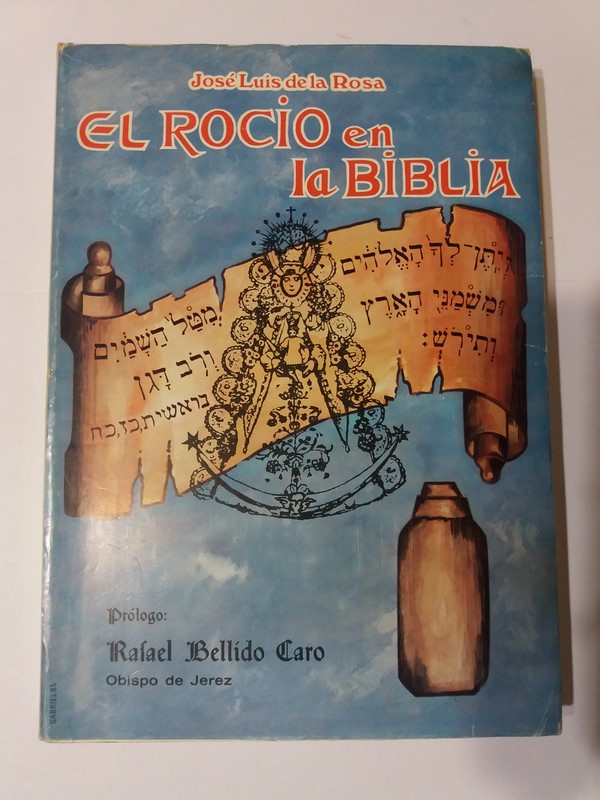 José Luis de la Rosa
EL ROCIO en
la BIBLIA
וְיִתֶּן־לְךָ הָאֱלֹהִים מִטַּל הַשָּׁמַיִם
וּמִשְׁמַנֵּי הָאָרֶץ וְרֹב דָּגָן
וְתִירֹשׁ: בראשית,כז,כח
Prólogo:
Rafael Bellido Caro
Obispo de Jerez
GABRIEL85